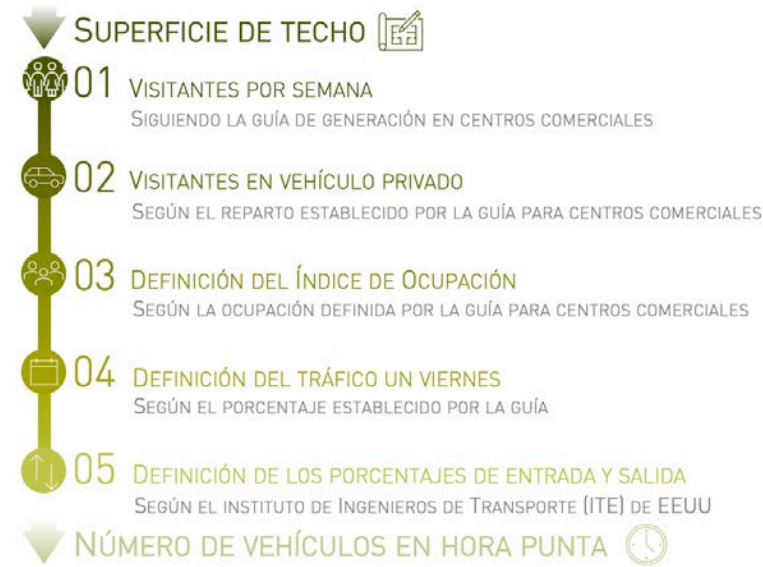 SUPERFICIE DE TECHO
01 VISITANTES POR SEMANA
SIGUIENDO LA GUÍA DE GENERACIÓN EN CENTROS COMERCIALES
02 VISITANTES EN VEHÍCULO PRIVADO
SEGÚN EL REPARTO ESTABLECIDO POR LA GUÍA PARA CENTROS COMERCIALES
03 DEFINICIÓN DEL ÍNDICE DE OCUPACIÓN
SEGÚN LA OCUPACIÓN DEFINIDA POR LA GUÍA PARA CENTROS COMERCIALES
04 DEFINICIÓN DEL TRÁFICO UN VIERNES
SEGÚN EL PORCENTAJE ESTABLECIDO POR LA GUÍA
05 DEFINICIÓN DE LOS PORCENTAJES DE ENTRADA Y SALIDA
SEGÚN EL INSTITUTO DE INGENIEROS DE TRANSPORTE (ITE) DE EEUU
NÚMERO DE VEHÍCULOS EN HORA PUNTA